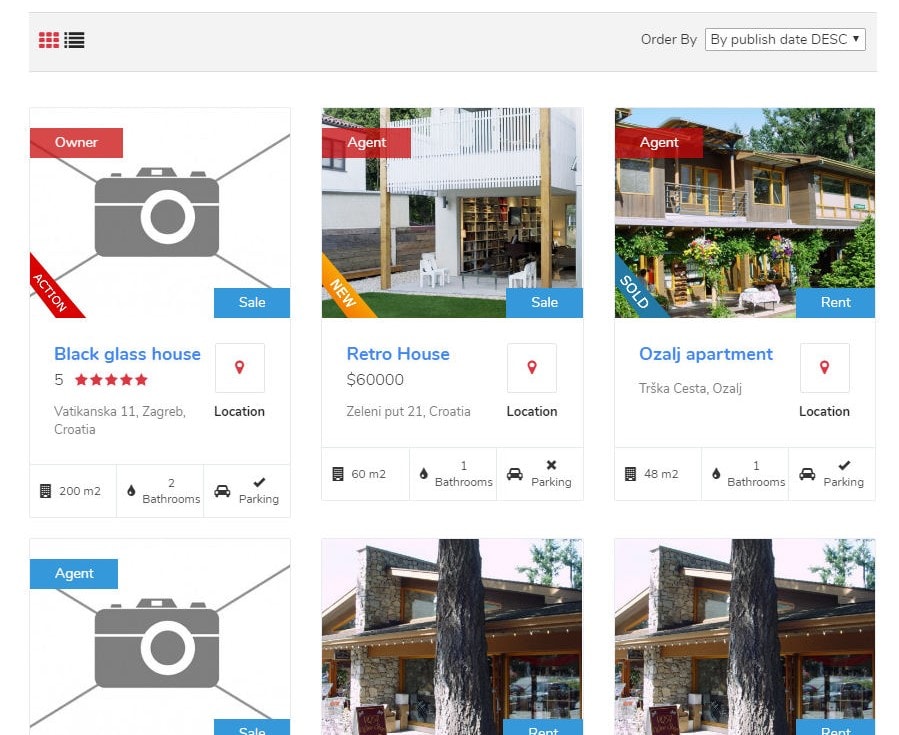 Order By By publish date DESC
Owner
ACTION
Sale
Black glass house
5
Vatikanska 11, Zagreb,
Croatia
Location
200 m2
2
Bathrooms
Parking
Agent
NEW
Sale
Retro House
$60000
Zeleni put 21, Croatia
Location
60 m2
1
Bathrooms
Parking
Agent
SOLD
Rent
Ozalj apartment
Trška Cesta, Ozalj
Location
48 m2
1
Bathrooms
Parking
Agent
Sale
Rent
Rent